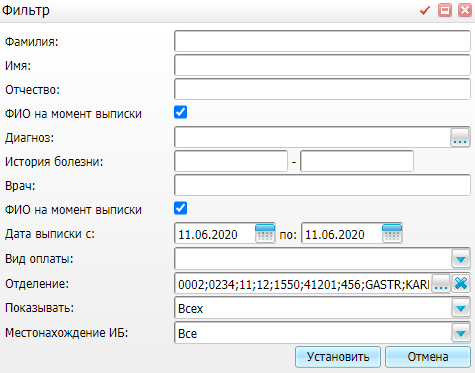 Фильтр
Фамилия:
Имя:
Отчество:
ФИО на момент выписки
Диагноз: ...
История болезни: -
Врач:
ФИО на момент выписки
Дата выписки с: 11.06.2020 по: 11.06.2020
Вид оплаты:
Отделение: 0002;0234;11;12;1550;41201;456;GASTR; ...
Показывать: Всех
Местонахождение ИБ: Все
Установить Отмена